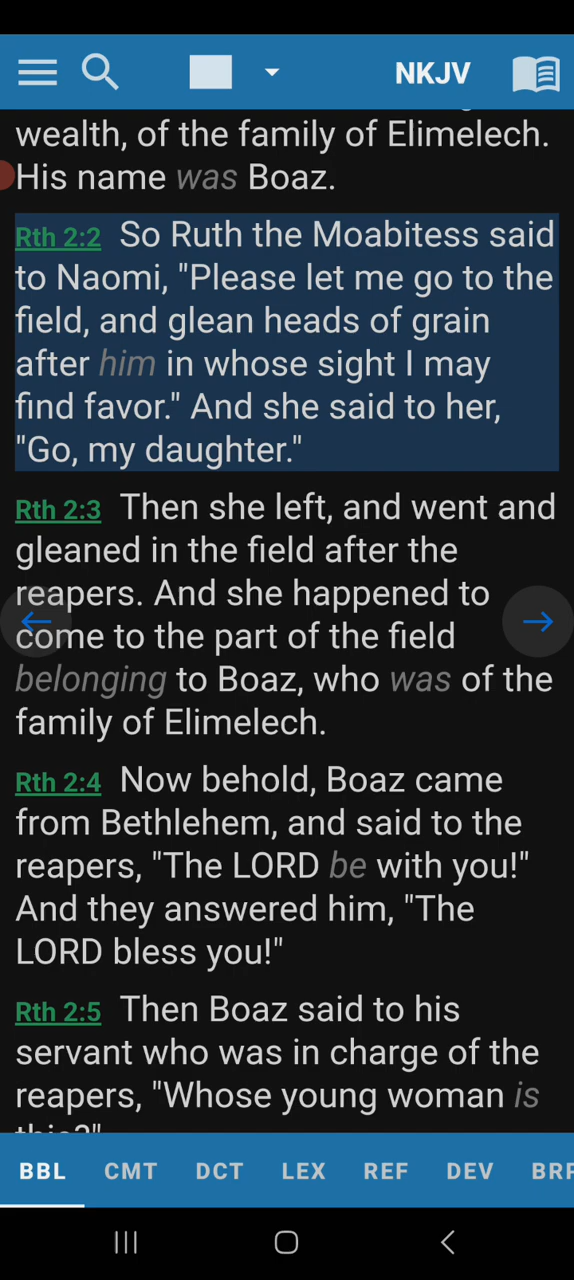 NKJV
wealth, of the family of Elimelech.
His name was Boaz.
Rth 2:2 So Ruth the Moabitess said
to Naomi, "Please let me go to the
field, and glean heads of grain
after him in whose sight I may
find favor." And she said to her,
"Go, my daughter."
Rth 2:3 Then she left, and went and
gleaned in the field after the
reapers. And she happened to
come to the part of the field
belonging to Boaz, who was of the
family of Elimelech.
Rth 2:4 Now behold, Boaz came
from Bethlehem, and said to the
reapers, "The LORD be with you!"
And they answered him, "The
LORD bless you!"
Rth 2:5 Then Boaz said to his
servant who was in charge of the
reapers, "Whose young woman is
this?"
BBL CMT DCT LEX REF DEV BRP